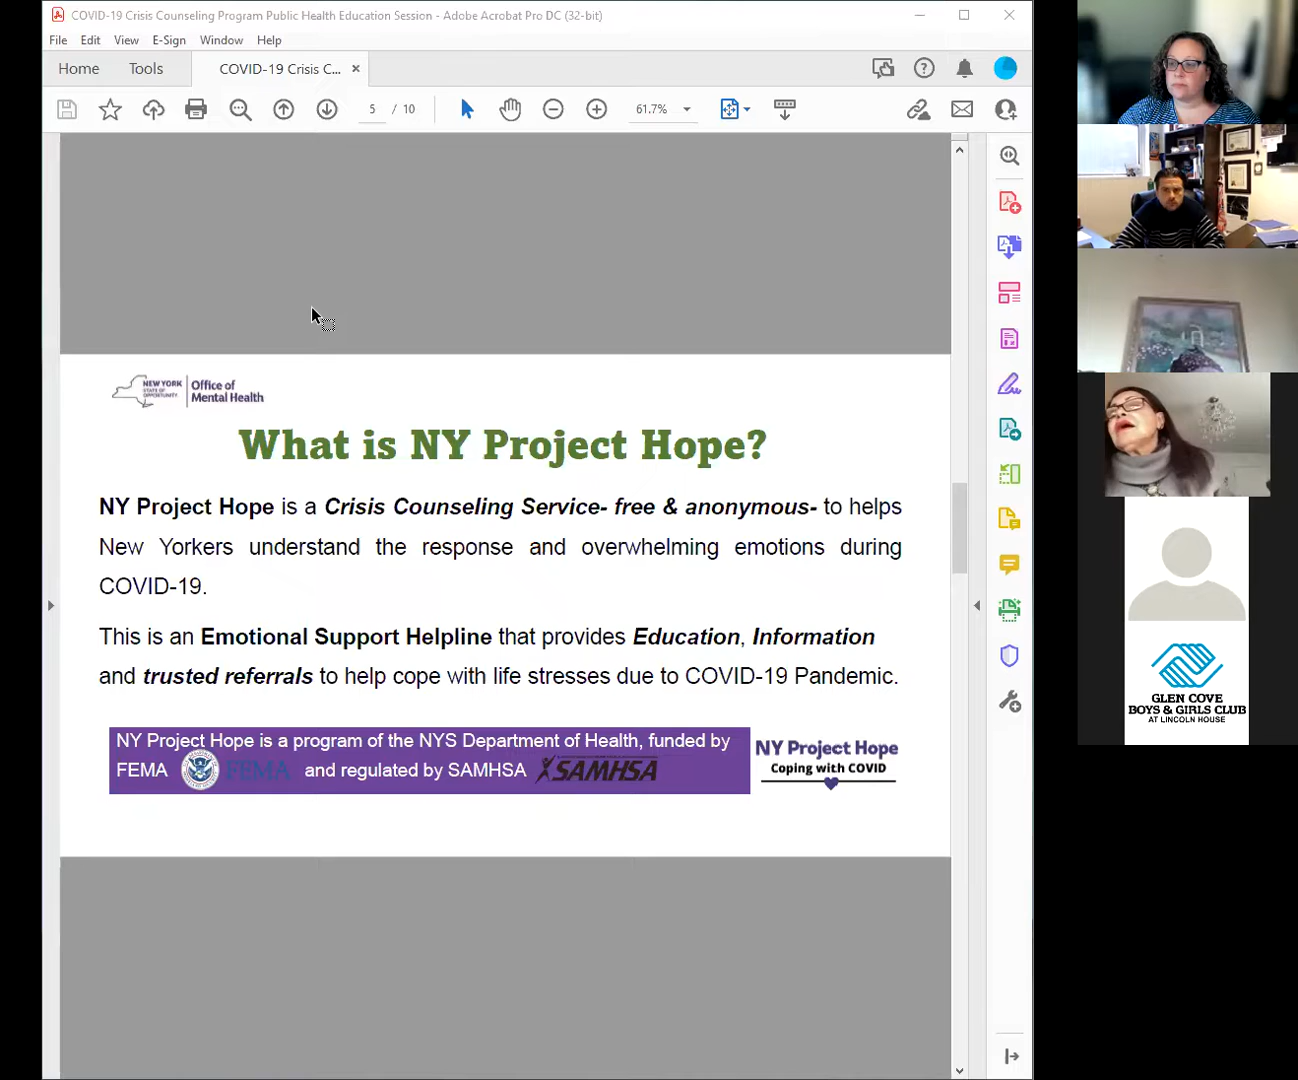 COVID-19 Crisis Counseling Program Public Health Education Session - Adobe Acrobat Pro DC (32-bit)
File Edit View E-Sign Window Help
Home Tools COVID-19 Crisis C...
5 / 10 61.7%
NEW YORK STATE OF OPPORTUNITY
Office of
Mental Health
What is NY Project Hope?
NY Project Hope is a Crisis Counseling Service- free & anonymous- to helps
New Yorkers understand the response and overwhelming emotions during
COVID-19.
This is an Emotional Support Helpline that provides Education, Information
and trusted referrals to help cope with life stresses due to COVID-19 Pandemic.
NY Project Hope is a program of the NYS Department of Health, funded by
FEMA FEMA and regulated by SAMHSA SAMHSA
NY Project Hope
Coping with COVID
GLEN COVE
BOYS & GIRLS CLUB
AT LINCOLN HOUSE